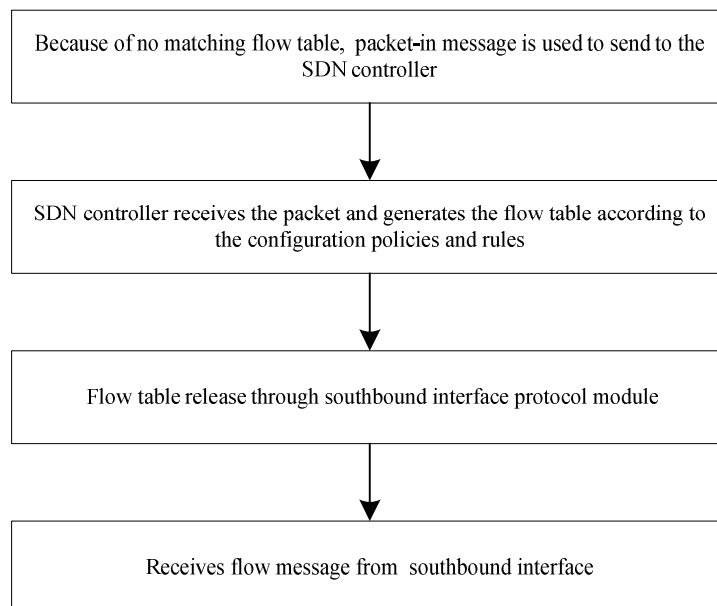 Because of no matching flow table, packet-in message is used to send to the
SDN controller
SDN controller receives the packet and generates the flow table according to
the configuration policies and rules
Flow table release through southbound interface protocol module
Receives flow message from southbound interface